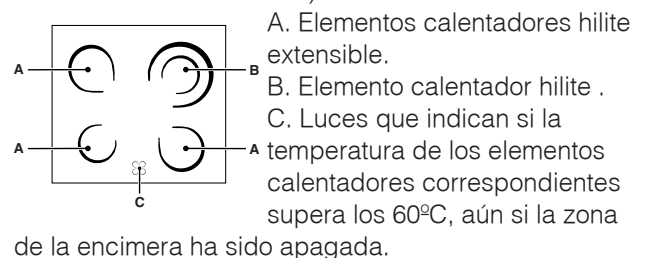 A. Elementos calentadores hilite
extensible.
B. Elemento calentador hilite .
C. Luces que indican si la
temperatura de los elementos
calentadores correspondientes
supera los 60ºC, aún si la zona
de la encimera ha sido apagada.
A
B
A
A
C